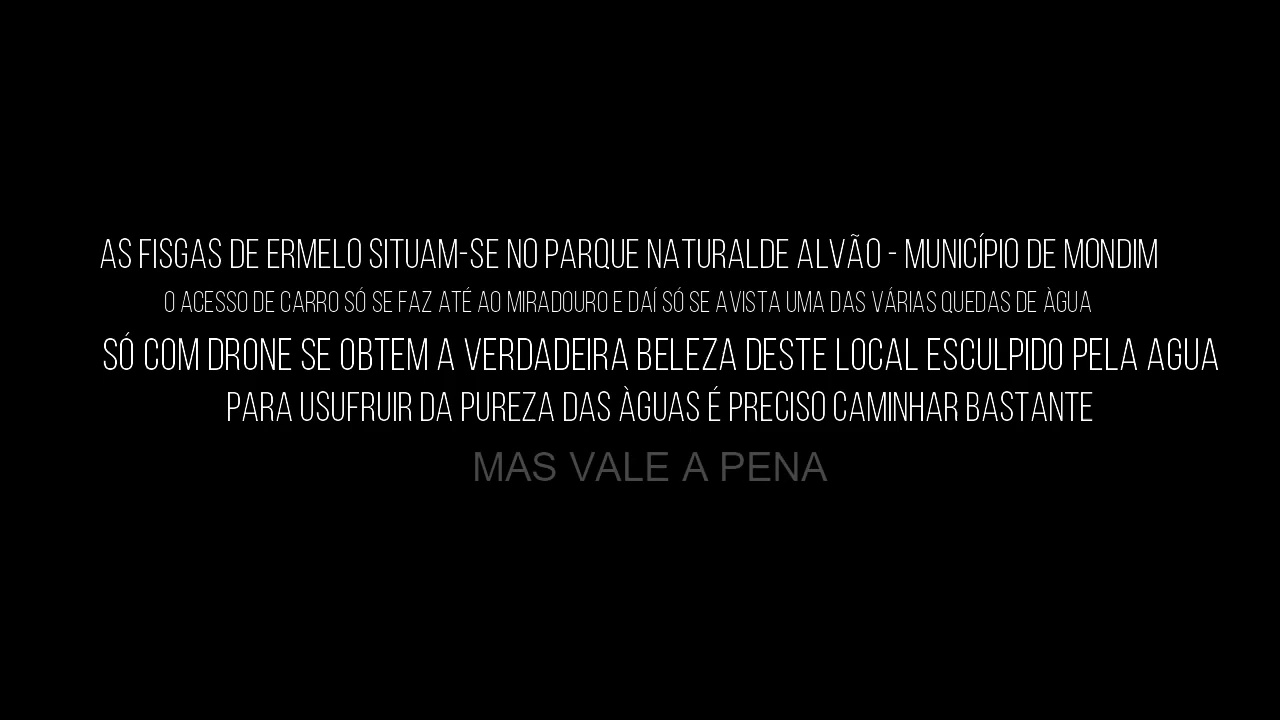 AS FISGAS DE ERMELO SITUAM-SE NO PARQUE NATURALDE ALVÃO - MUNICÍPIO DE MONDIM
O ACESSO DE CARRO SÓ SE FAZ ATÉ AO MIRADOURO E DAÍ SÓ SE AVISTA UMA DAS VÁRIAS QUEDAS DE ÀGUA
SÓ COM DRONE SE OBTEM A VERDADEIRA BELEZA DESTE LOCAL ESCULPIDO PELA AGUA
PARA USUFRUIR DA PUREZA DAS ÀGUAS É PRECISO CAMINHAR BASTANTE
MAS VALE A PENA